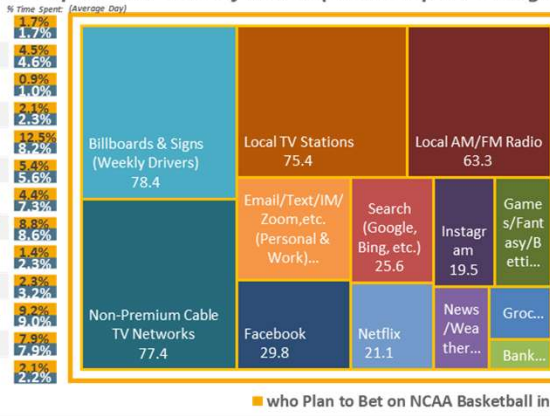 % Time Spent: (Average Day)
1.7%
1.7%
4.5%
4.6%
0.9%
1.0%
2.1%
2.3%
12.5%
8.2%
5.4%
5.6%
4.4%
7.3%
8.8%
8.6%
1.4%
2.3%
2.3%
3.2%
9.2%
9.0%
7.9%
7.9%
2.1%
2.2%
Billboards & Signs
(Weekly Drivers)
78.4
Local TV Stations
75.4
Local AM/FM Radio
63.3
Non-Premium Cable
TV Networks
77.4
Email/Text/IM/
Zoom,etc.
(Personal &
Work)...
Search
(Google,
Bing, etc.)
25.6
Instagr
am
19.5
Game
s/Fant
asy/B
etti...
Facebook
29.8
Netflix
21.1
News
/Wea
ther...
Groc...
Bank...
who Plan to Bet on NCAA Basketball in